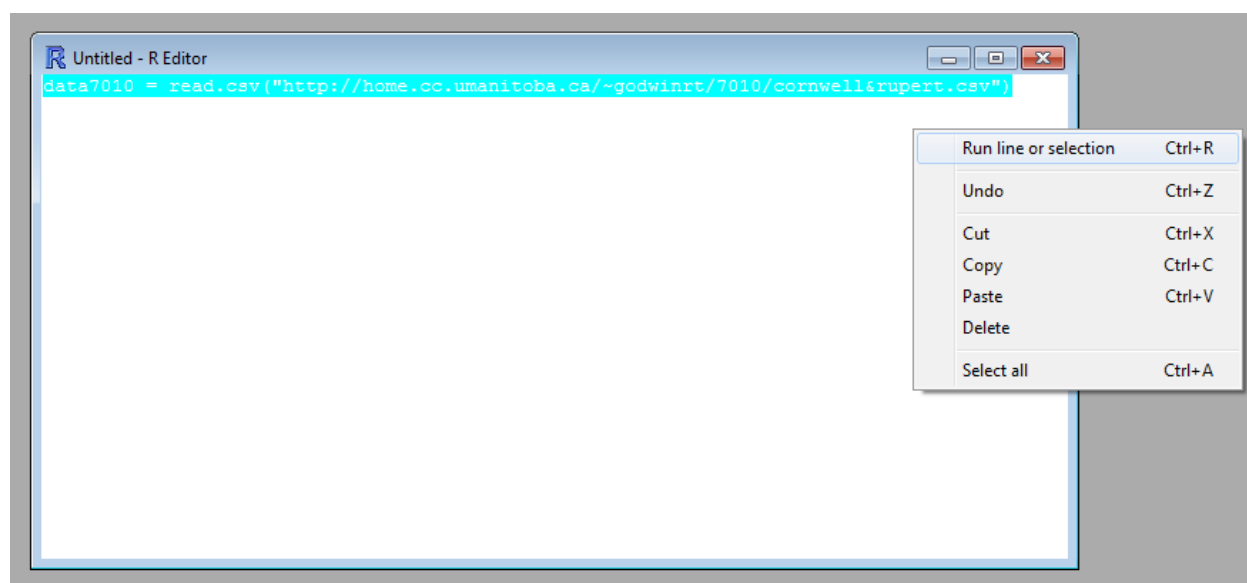 Untitled - R Editor
data7010 = read.csv("http://home.cc.umanitoba.ca/~godwinrt/7010/cornwell&rupert.csv")
Run line or selection Ctrl+R
Undo Ctrl+Z
Cut Ctrl+X
Copy Ctrl+C
Paste Ctrl+V
Delete
Select all Ctrl+A